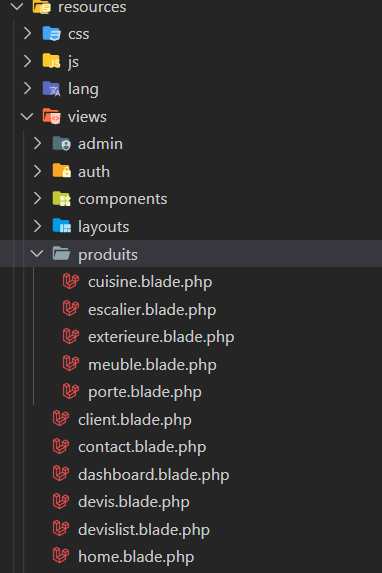 resources
css
js
lang
views
admin
auth
components
layouts
produits
cuisine.blade.php
escalier.blade.php
exterieure.blade.php
meuble.blade.php
porte.blade.php
client.blade.php
contact.blade.php
dashboard.blade.php
devis.blade.php
devislist.blade.php
home.blade.php